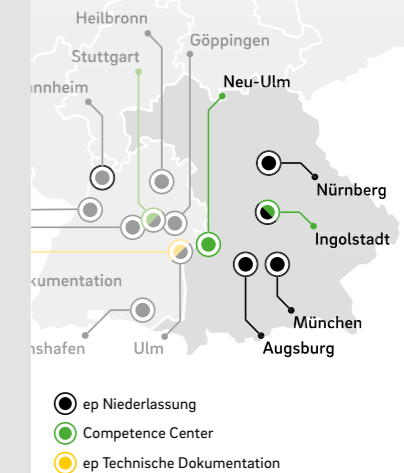 Heilbronn
Göppingen
Stuttgart
Neu-Ulm
nnheim
Nürnberg
Ingolstadt
kumentation
München
nshafen
Ulm
Augsburg
ep Niederlassung
Competence Center
ep Technische Dokumentation